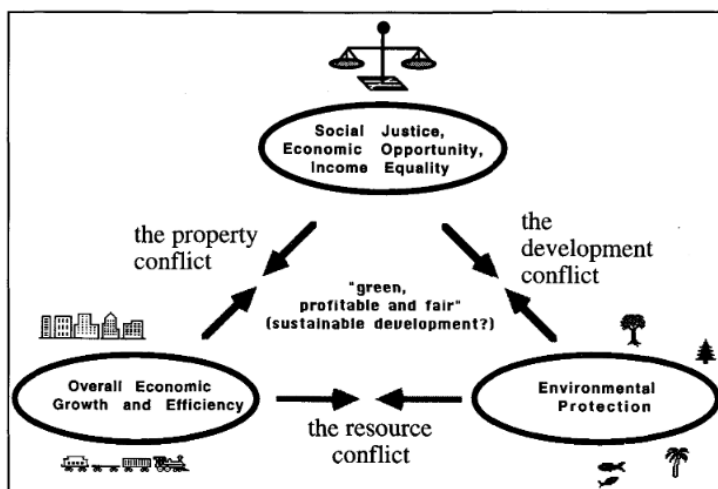 Social Justice,
Economic Opportunity,
Income Equality
the property
conflict
the
development
conflict
"green,
profitable and fair"
(sustainable development?)
Overall Economic
Growth and Efficiency
Environmental
Protection
the resource
conflict